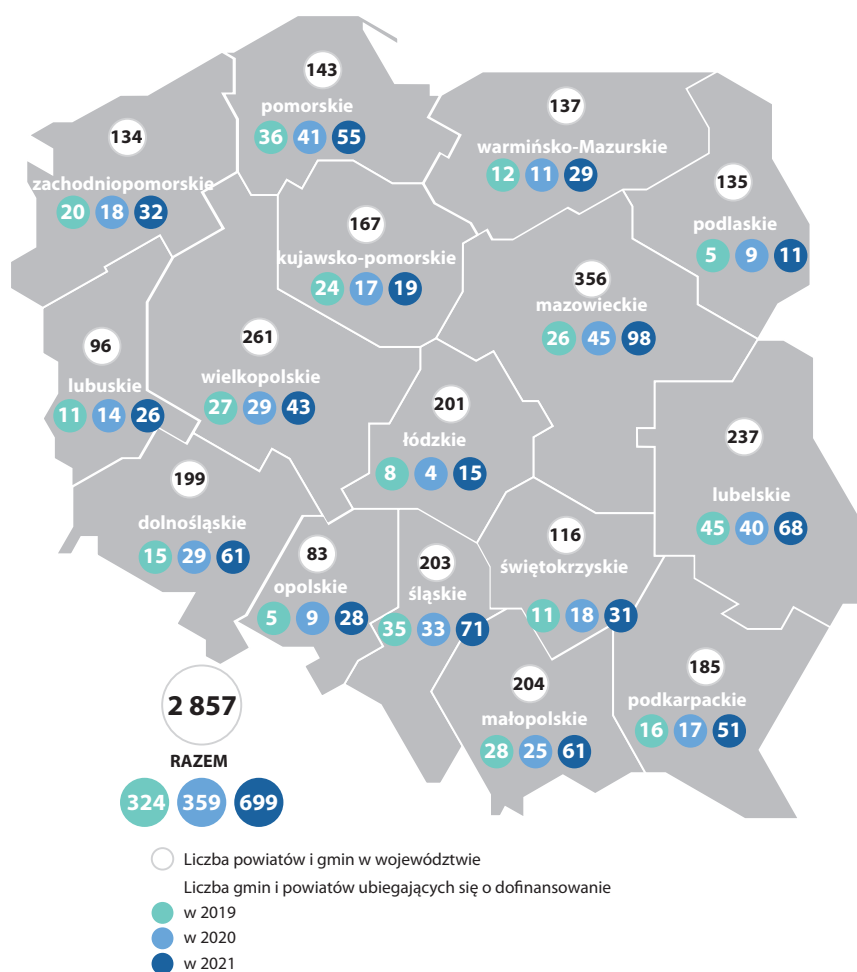 143
pomorskie
36 41 55
137
warmińsko-Mazurskie
12 11 29
134
zachodniopomorskie
20 18 32
135
podlaskie
5 9 11
167
kujawsko-pomorskie
24 17 19
356
mazowieckie
26 45 98
96
lubuskie
11 14 26
261
wielkopolskie
27 29 43
201
łódzkie
8 4 15
237
lubelskie
45 40 68
199
dolnośląskie
15 29 61
83
opolskie
5 9 28
203
śląskie
35 33 71
116
świętokrzyskie
11 18 31
204
małopolskie
28 25 61
185
podkarpackie
16 17 51
2 857
RAZEM
324 359 699
Liczba powiatów i gmin w województwie
Liczba gmin i powiatów ubiegających się o dofinansowanie
w 2019
w 2020
w 2021